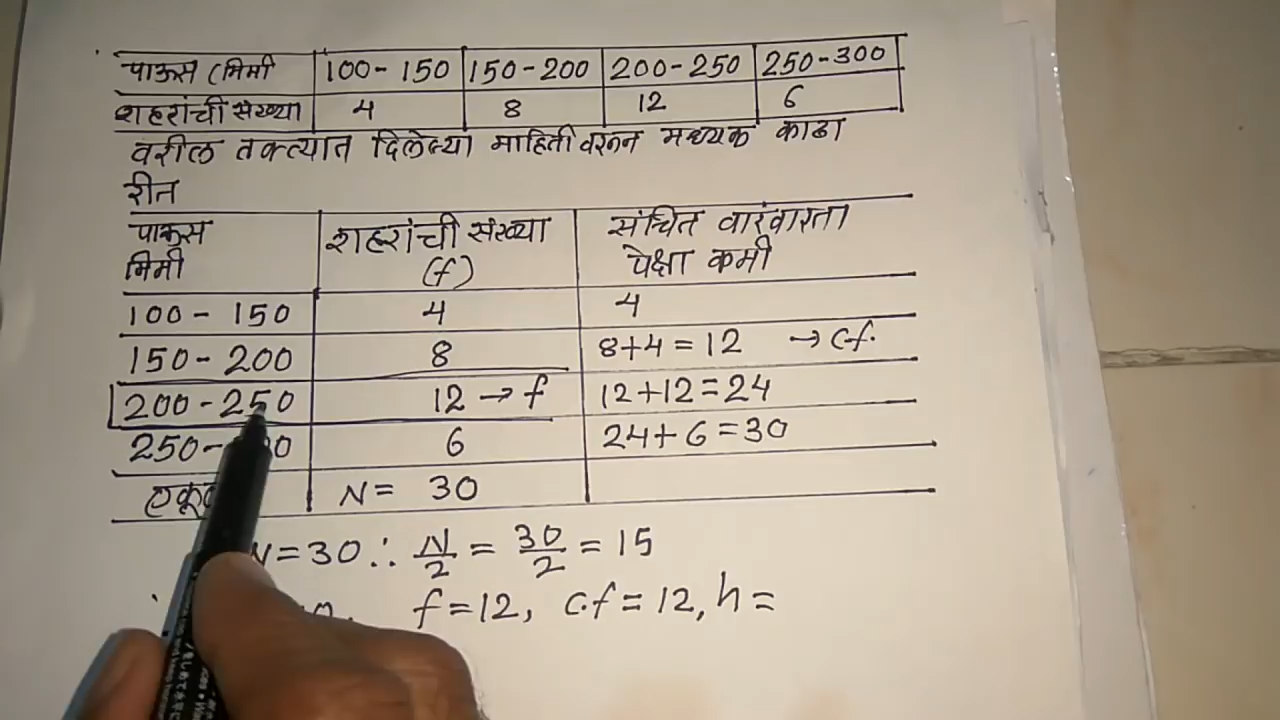 पाऊस (मिमी 100-150 150-200 200-250 250-300
शहरांची संख्या 4 8 12 6
वरील तक्त्यात दिलेल्या माहितीवरुन मध्यक काढा
रीत
पाऊस मिमी शहरांची संख्या (f) संचित वारंवारता पेक्षा कमी
100 - 150 4 4
150 - 200 8 8+4 = 12 → c.f.
200 - 250 12 → f 12+12=24
250- 6 24+6=30
N = 30
N=30 ∴ N/2 = 30/2 = 15
f=12, c.f=12, h=